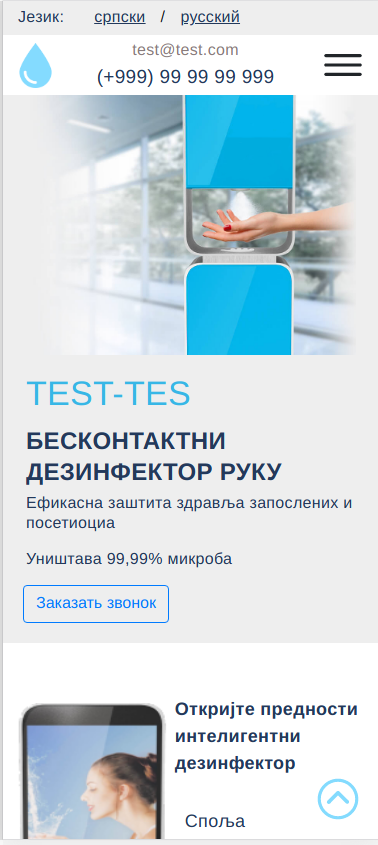 Језик: српски / русский
test@test.com
(+999) 99 99 99 999
TEST-TES
БЕСКОНТАКТНИ
ДЕЗИНФЕКТОР РУКУ
Ефикасна заштита здравља запослених и
посетиоциа
Уништава 99,99% микроба
Заказать звонок
Откријте предности
интелигентни
дезинфектор
Споља